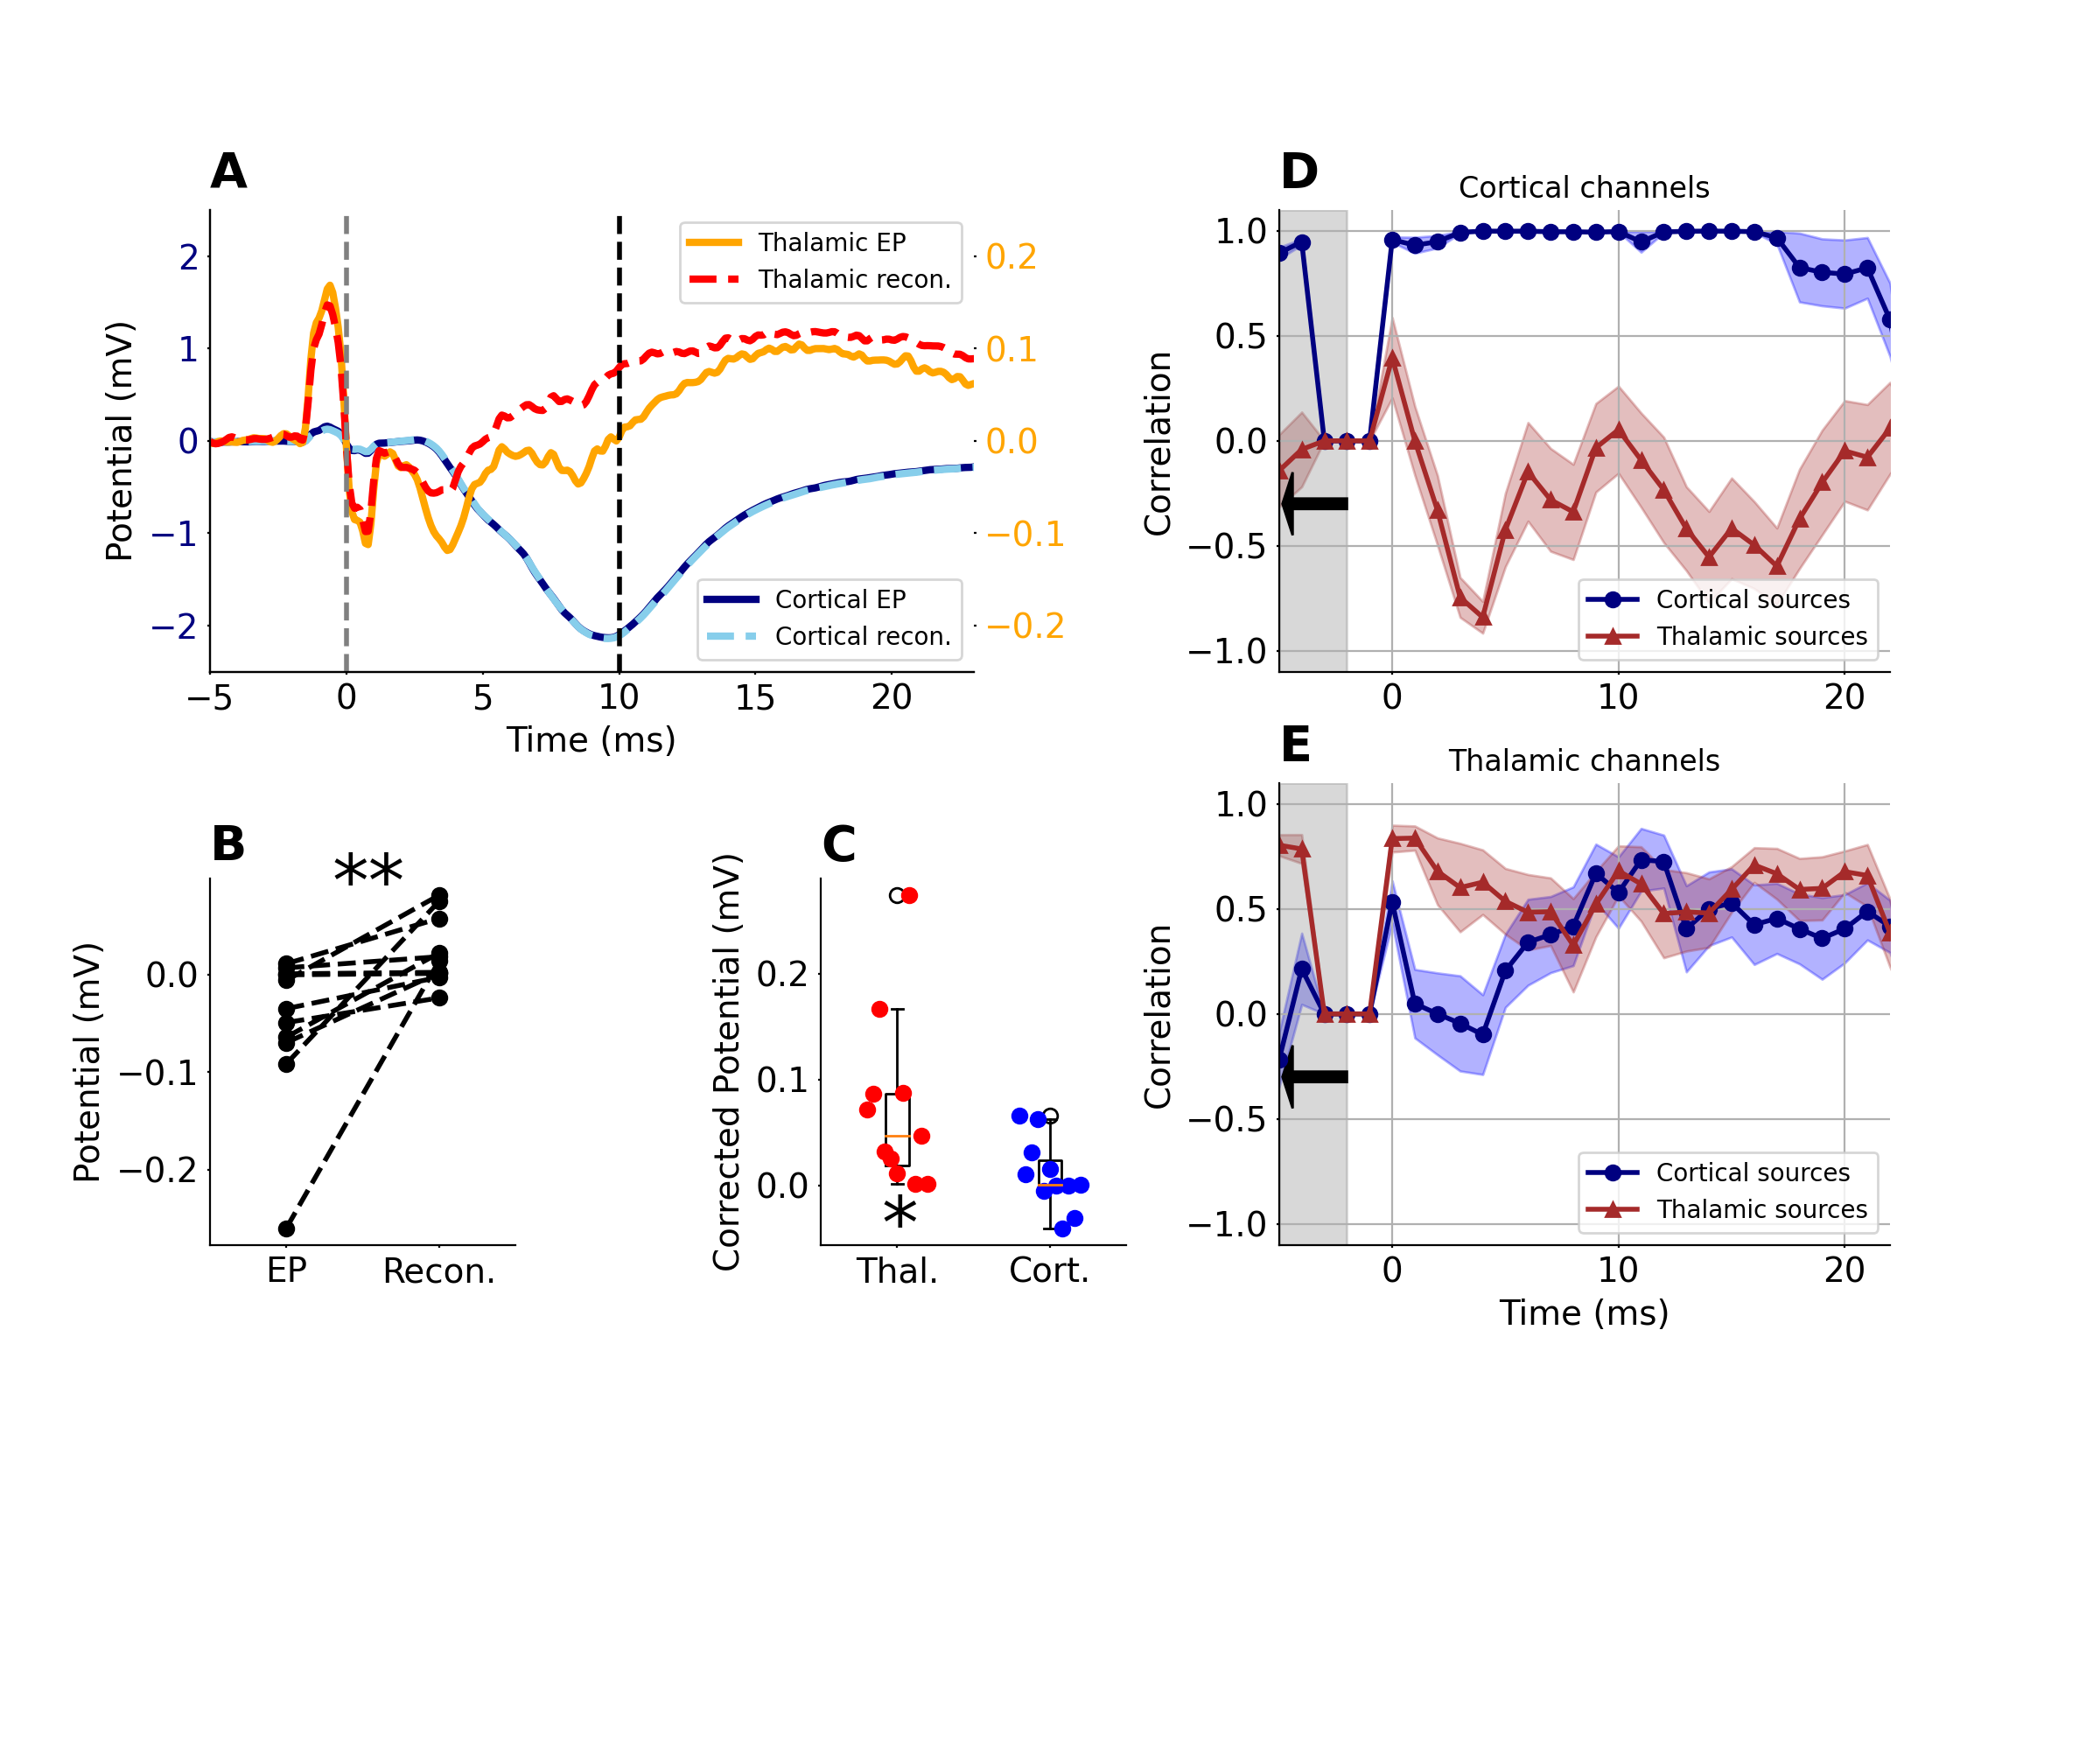 A
Potential (mV)
2
1
0
−1
−2
0.2
0.1
0.0
−0.1
−0.2
Thalamic EP
Thalamic recon.
Cortical EP
Cortical recon.
−5 0 5 10 15 20
Time (ms)
B
**
Potential (mV)
0.0
−0.1
−0.2
EP Recon.
C
Corrected Potential (mV)
0.2
0.1
0.0
*
Thal. Cort.
D
Cortical channels
Correlation
1.0
0.5
0.0
−0.5
−1.0
Cortical sources
Thalamic sources
0 10 20
E
Thalamic channels
Correlation
1.0
0.5
0.0
−0.5
−1.0
Cortical sources
Thalamic sources
0 10 20
Time (ms)